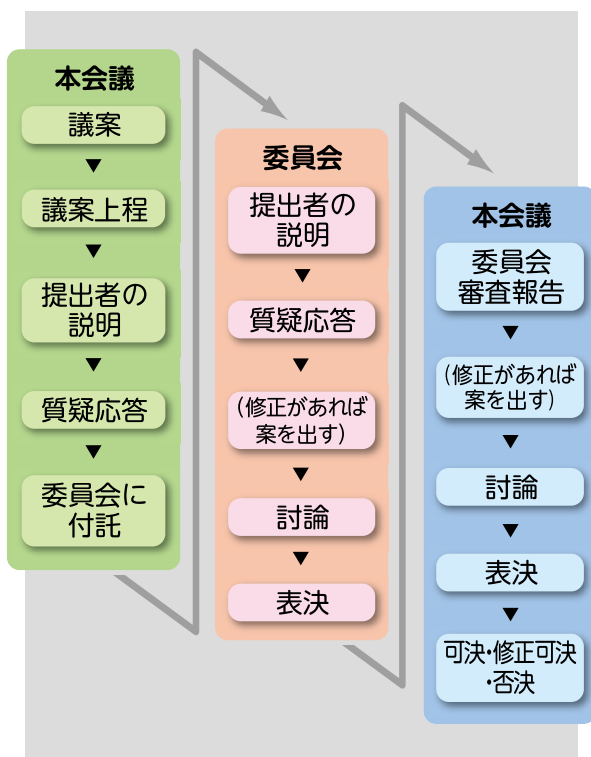 本会議
議案
議案上程
提出者の
説明
質疑応答
委員会に
付託
委員会
提出者の
説明
質疑応答
(修正があれば
案を出す)
討論
表決
本会議
委員会
審査報告
(修正があれば
案を出す)
討論
表決
可決・修正可決
・否決